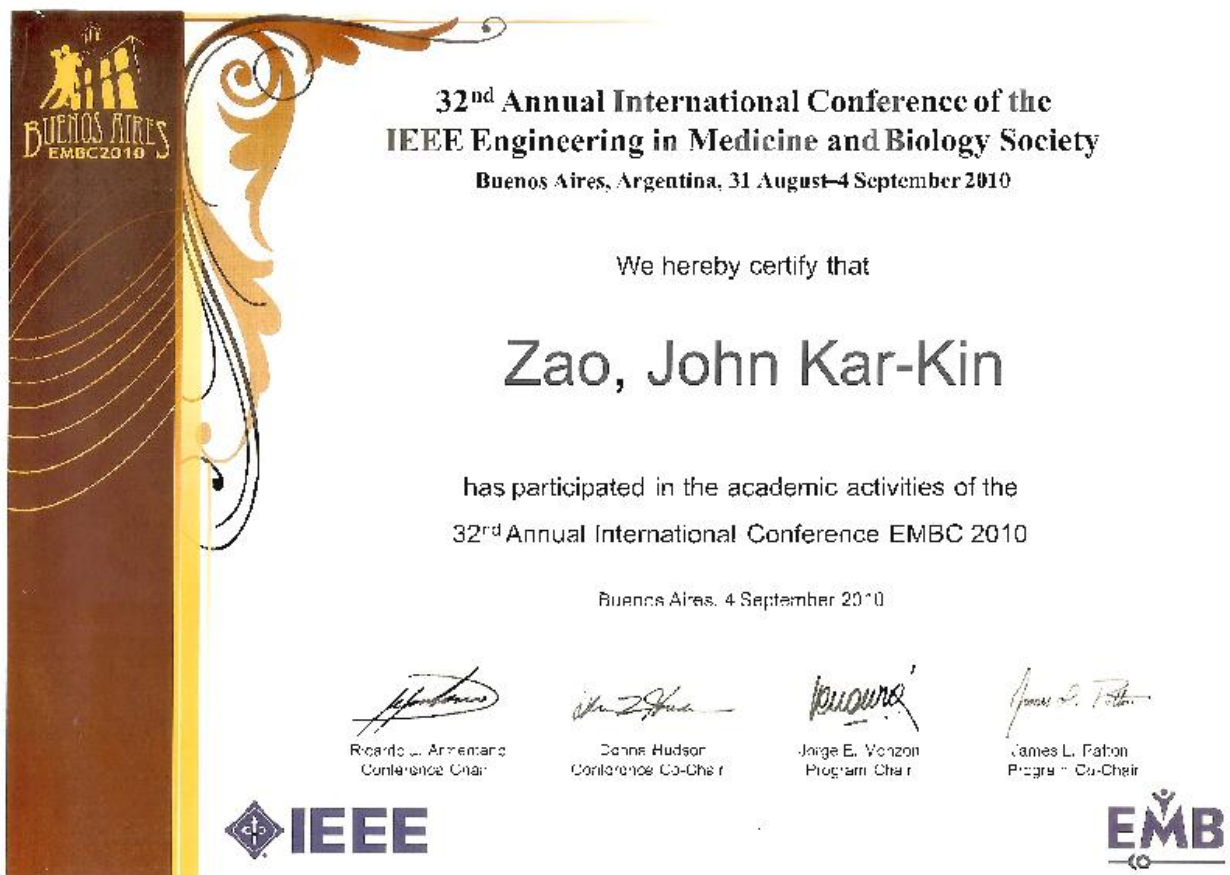 BUENOS AIRES
EMBC2010
32nd Annual International Conference of the
IEEE Engineering in Medicine and Biology Society
Buenos Aires, Argentina, 31 August–4 September 2010
We hereby certify that
Zao, John Kar-Kin
has participated in the academic activities of the
32rd Annual International Conference EMBC 2010
Buenos Aires, 4 September 2010
Ricardo L. Armentano
Conference Chair
Donna Hudson
Conference Co-Chair
Jorge E. Monzon
Program Chair
James L. Patton
Program Co-Chair
IEEE
EMB